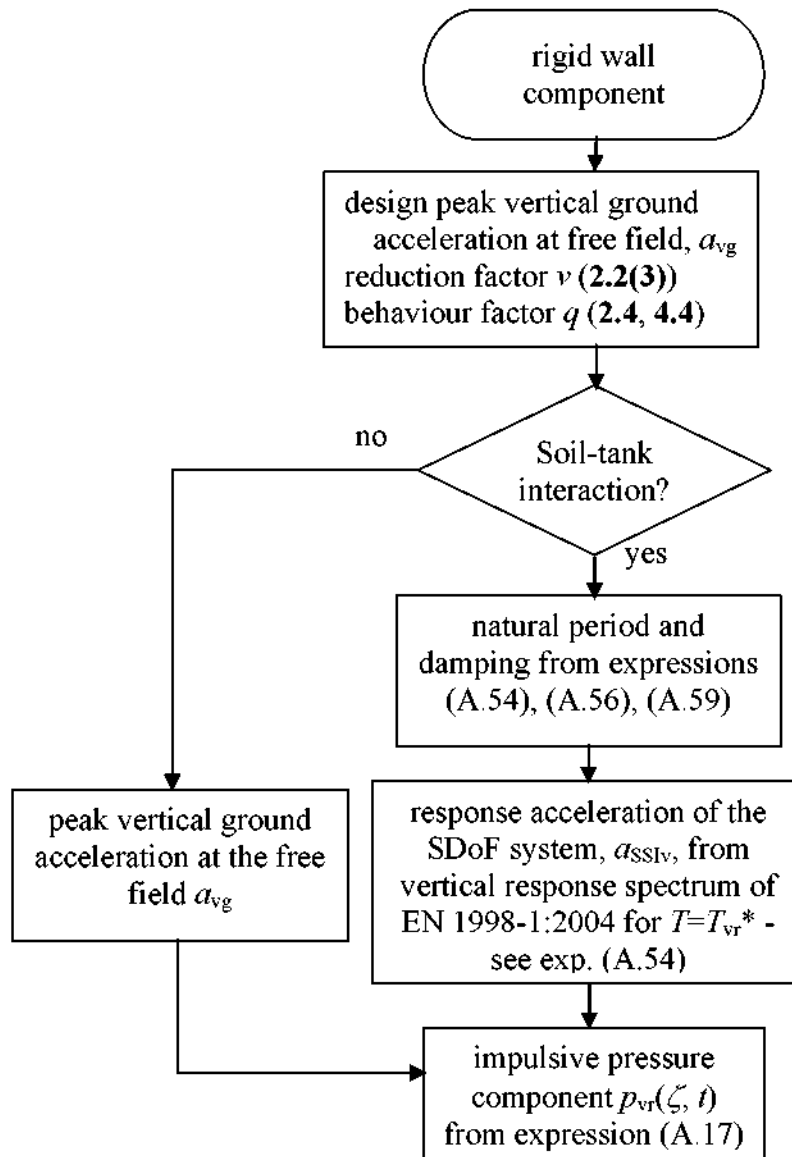 rigid wall
component
design peak vertical ground
acceleration at free field, avg
reduction factor ν (2.2(3))
behaviour factor q (2.4, 4.4)
no
Soil-tank
interaction?
yes
natural period and
damping from expressions
(A.54), (A.56), (A.59)
peak vertical ground
acceleration at the free
field avg
response acceleration of the
SDoF system, aSSIv, from
vertical response spectrum of
EN 1998-1:2004 for T=Tvr* -
see exp. (A.54)
impulsive pressure
component pvr(ζ, t)
from expression (A.17)